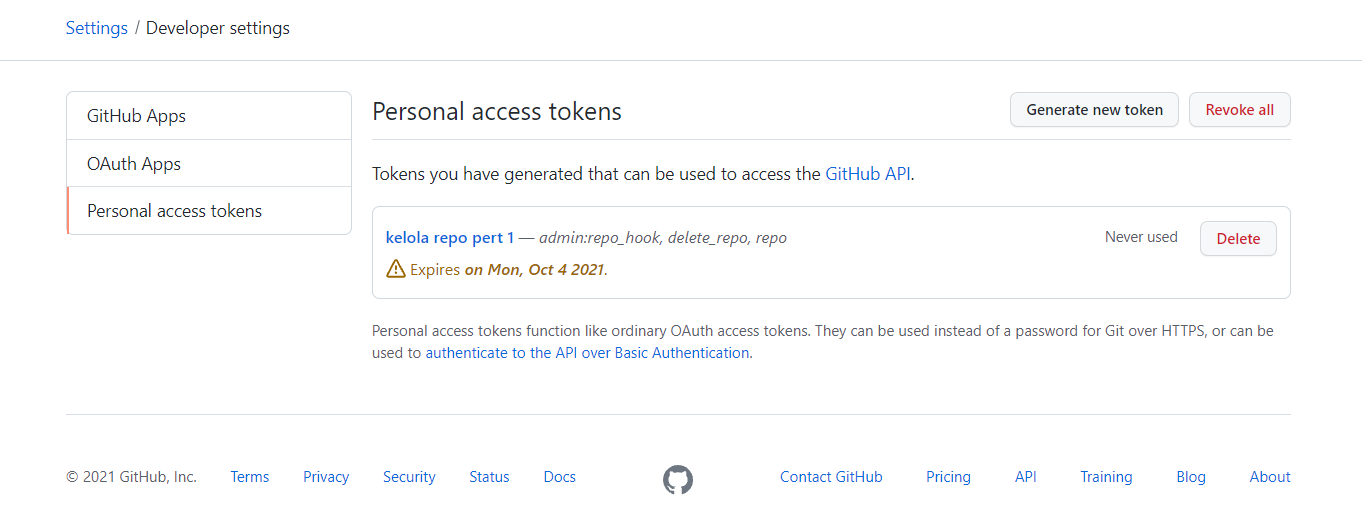 Settings / Developer settings
GitHub Apps
OAuth Apps
Personal access tokens
Personal access tokens
Generate new token
Revoke all
Tokens you have generated that can be used to access the GitHub API.
kelola repo pert 1 — admin:repo_hook, delete_repo, repo
Never used
Delete
Expires on Mon, Oct 4 2021.
Personal access tokens function like ordinary OAuth access tokens. They can be used instead of a password for Git over HTTPS, or can be
used to authenticate to the API over Basic Authentication.
© 2021 GitHub, Inc.
Terms
Privacy
Security
Status
Docs
Contact GitHub
Pricing
API
Training
Blog
About